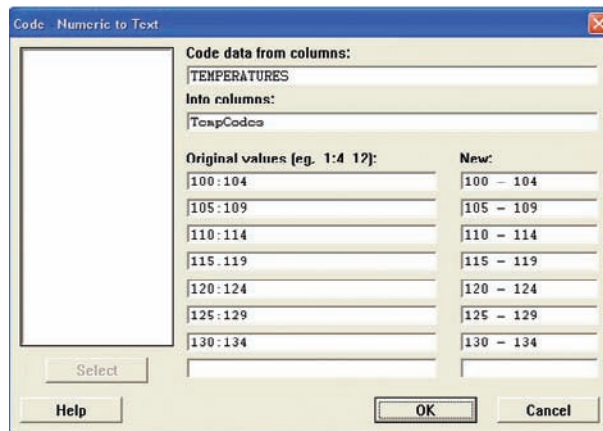 Code - Numeric to Text
Code data from columns:
TEMPERATURES
Into columns:
TempCodes
Original values (eg. 1:4 12): New:
100:104 100 - 104
105:109 105 - 109
110:114 110 - 114
115.119 115 - 119
120:124 120 - 124
125:129 125 - 129
130:134 130 - 134
Select
Help OK Cancel